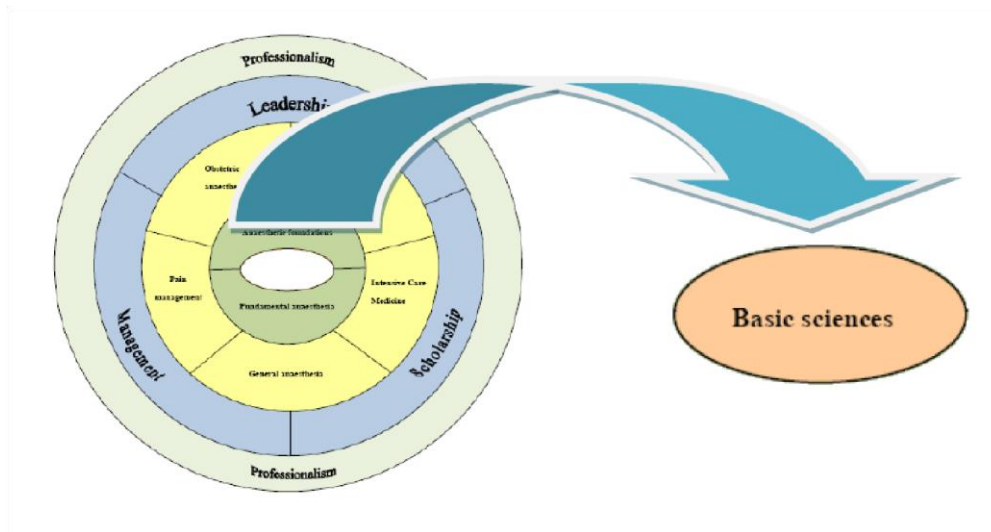 Professionalism
Leadership
Obstetric
Anaesthetic foundations
Pain
management
Intensive Care
Medicine
Fundamental anaesthesia
Management
Scholarship
General anaesthesia
Professionalism
Basic sciences